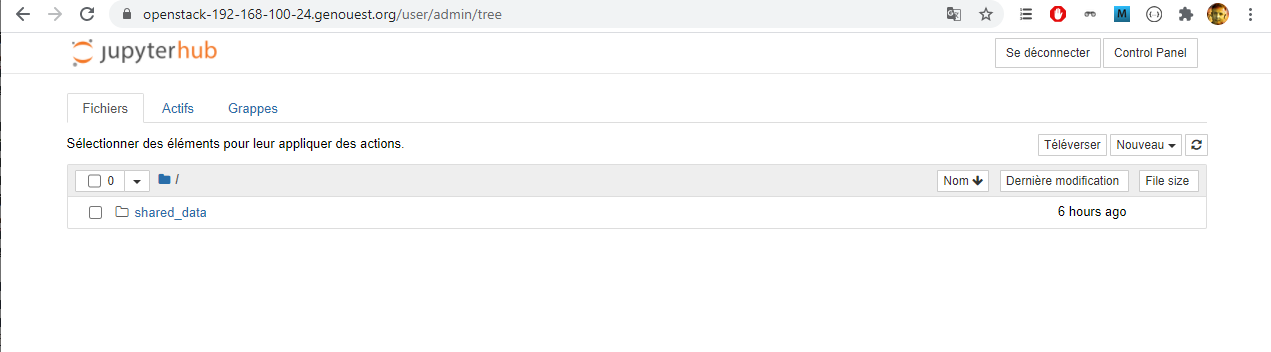 openstack-192-168-100-24.genouest.org/user/admin/tree
jupyterhub
Se déconnecter
Control Panel
Fichiers
Actifs
Grappes
Sélectionner des éléments pour leur appliquer des actions.
Téléverser
Nouveau
0
/
Nom
Dernière modification
File size
shared_data
6 hours ago